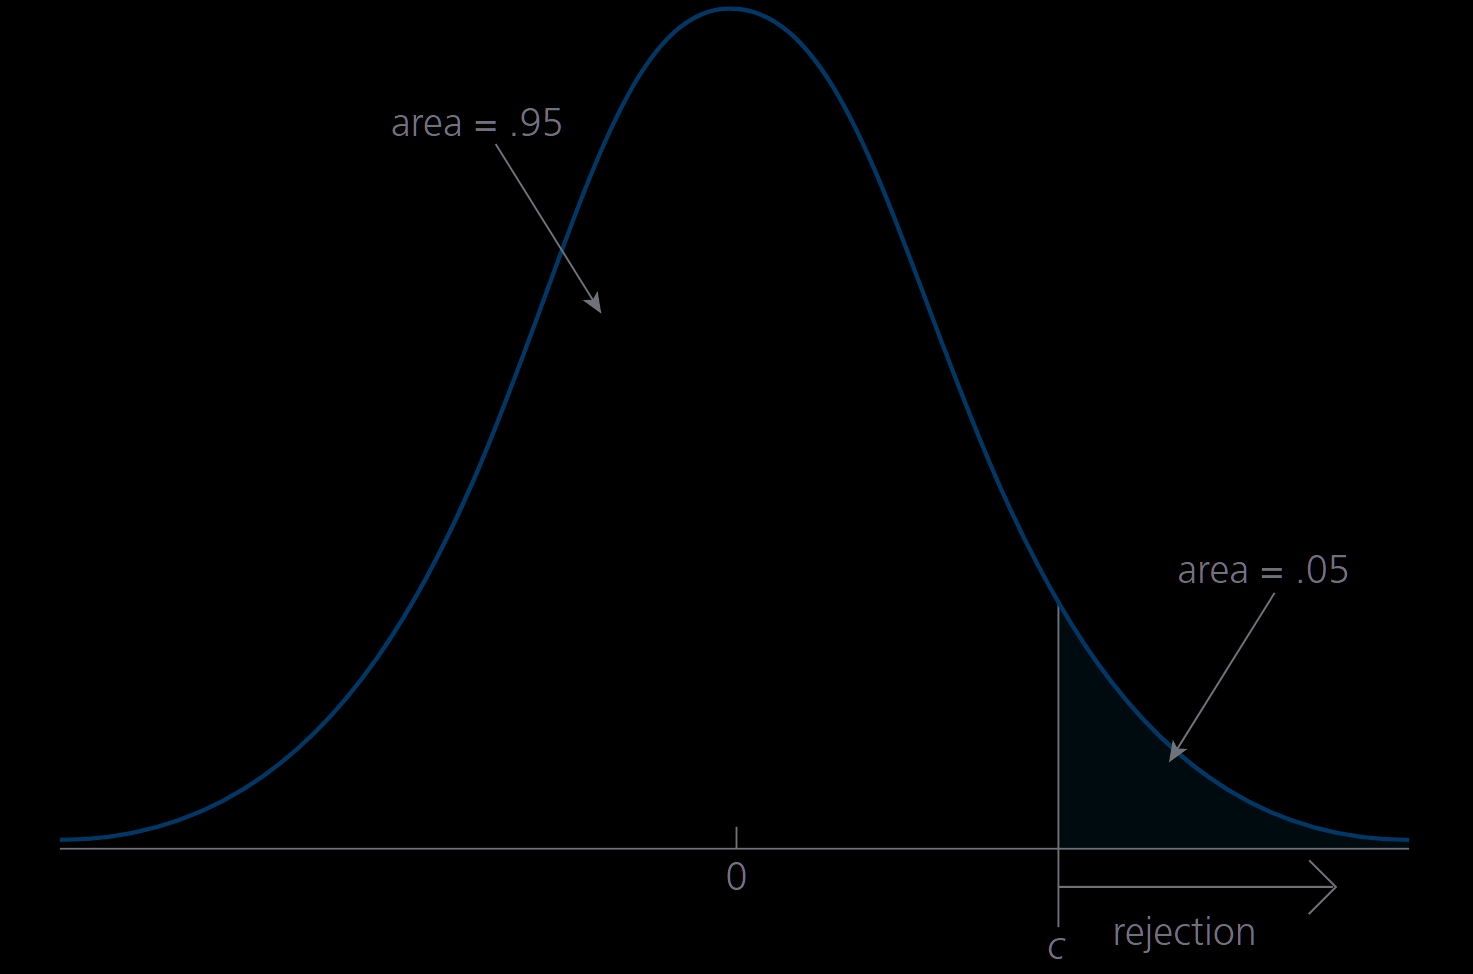 area = .95
area = .05
0
c
rejection